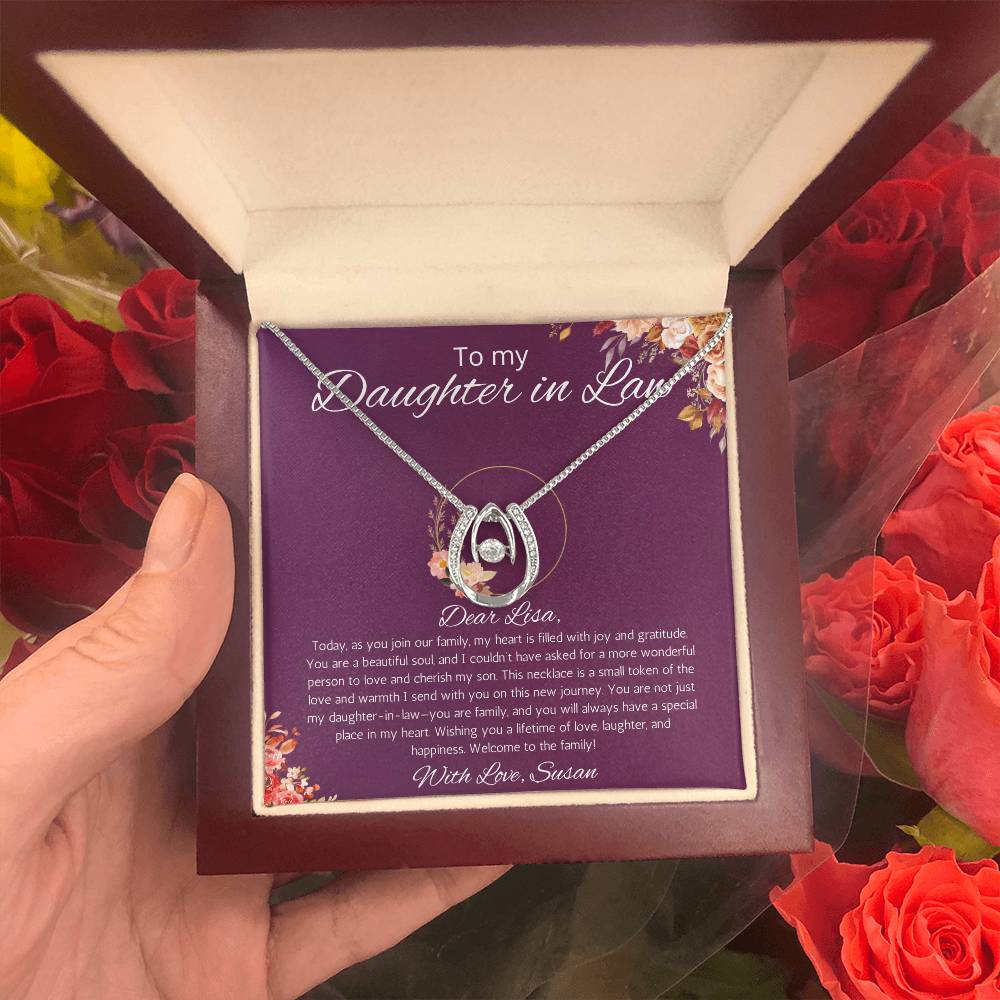 To my
Daughter in Law
Dear Lisa,
Today, as you join our family, my heart is filled with joy and gratitude.
You are a beautiful soul, and I couldn't have asked for a more wonderful
person to love and cherish my son. This necklace is a small token of the
love and warmth I send with you on this new journey. You are not just
my daughter-in-law—you are family, and you will always have a special
place in my heart. Wishing you a lifetime of love, laughter, and
happiness. Welcome to the family!
With Love, Susan